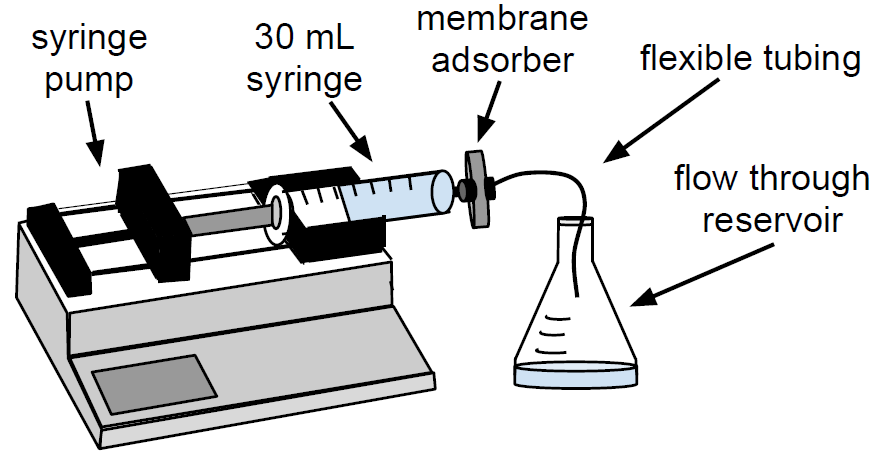 syringe
pump
30 mL
syringe
membrane
adsorber
flexible tubing
flow through
reservoir